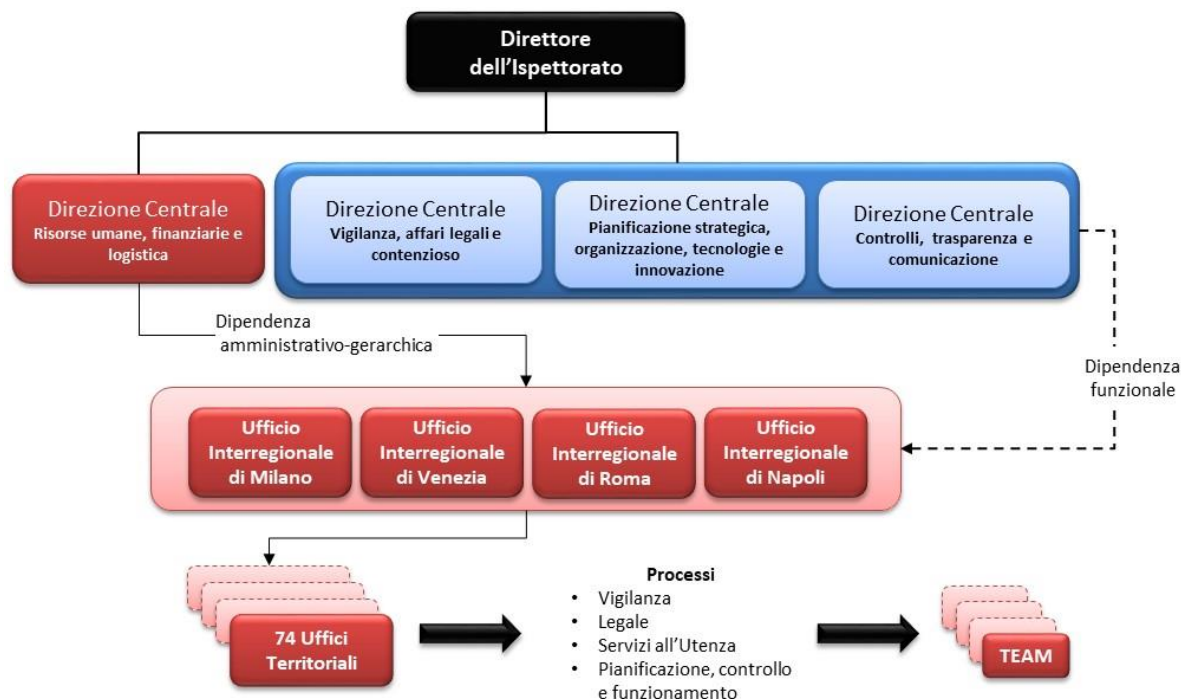 Direttore
dell'Ispettorato
Direzione Centrale
Risorse umane, finanziarie e
logistica
Direzione Centrale
Vigilanza, affari legali e
contenzioso
Direzione Centrale
Pianificazione strategica,
organizzazione, tecnologie e
innovazione
Direzione Centrale
Controlli, trasparenza e
comunicazione
Dipendenza
amministrativo-gerarchica
Dipendenza
funzionale
Ufficio
Interregionale
di Milano
Ufficio
Interregionale
di Venezia
Ufficio
Interregionale
di Roma
Ufficio
Interregionale
di Napoli
74 Uffici
Territoriali
Processi
• Vigilanza
• Legale
• Servizi all'Utenza
• Pianificazione, controllo
e funzionamento
TEAM